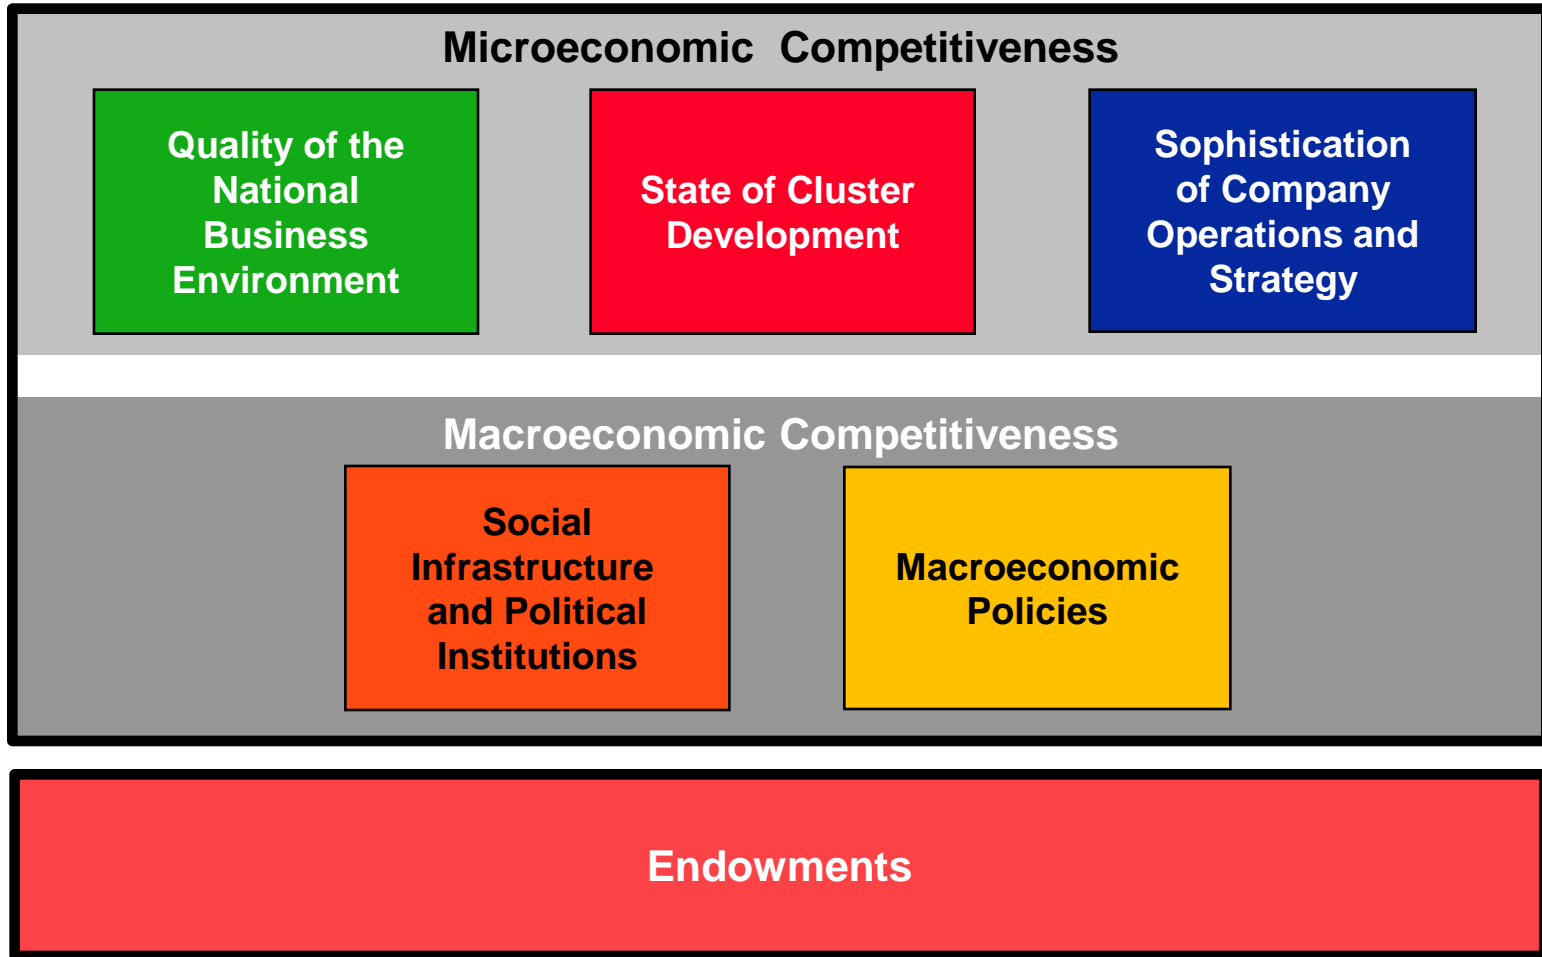 Microeconomic Competitiveness
Quality of the
National
Business
Environment
State of Cluster
Development
Sophistication
of Company
Operations and
Strategy
Macroeconomic Competitiveness
Social
Infrastructure
and Political
Institutions
Macroeconomic
Policies
Endowments